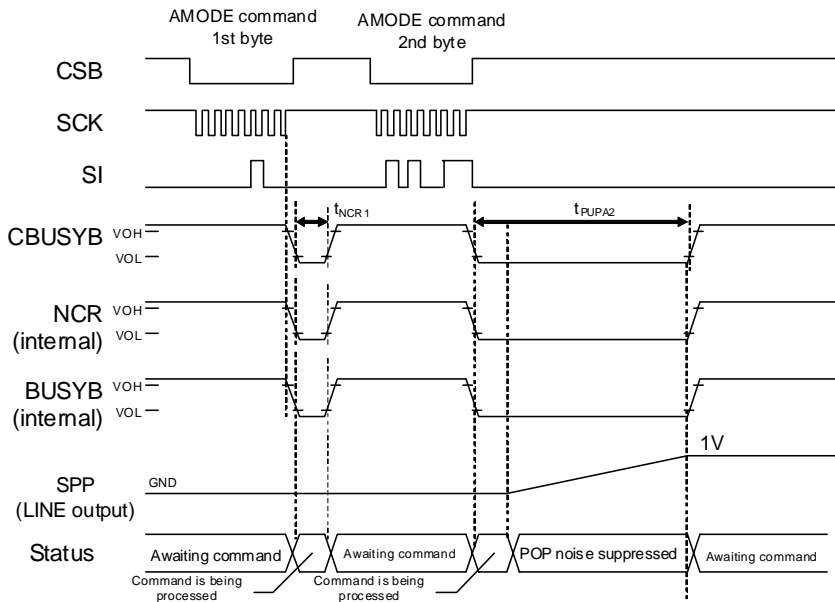 AMODE command
1st byte
AMODE command
2nd byte
CSB
SCK
SI
tNCR1
tPUPA2
CBUSYB
VOH
VOL
NCR
(internal)
VOH
VOL
BUSYB
(internal)
VOH
VOL
1V
SPP
(LINE output)
GND
Status
Awaiting command
Awaiting command
POP noise suppressed
Awaiting command
Command is being
processed
Command is being
processed